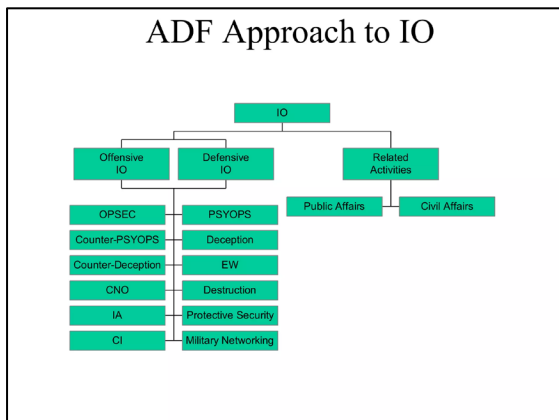 ADF Approach to IO
IO
Offensive
IO
Defensive
IO
Related
Activities
Public Affairs
Civil Affairs
OPSEC
PSYOPS
Counter-PSYOPS
Deception
Counter-Deception
EW
CNO
Destruction
IA
Protective Security
CI
Military Networking